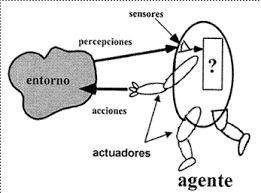 sensores
percepciones
entorno
?
acciones
actuadores
agente